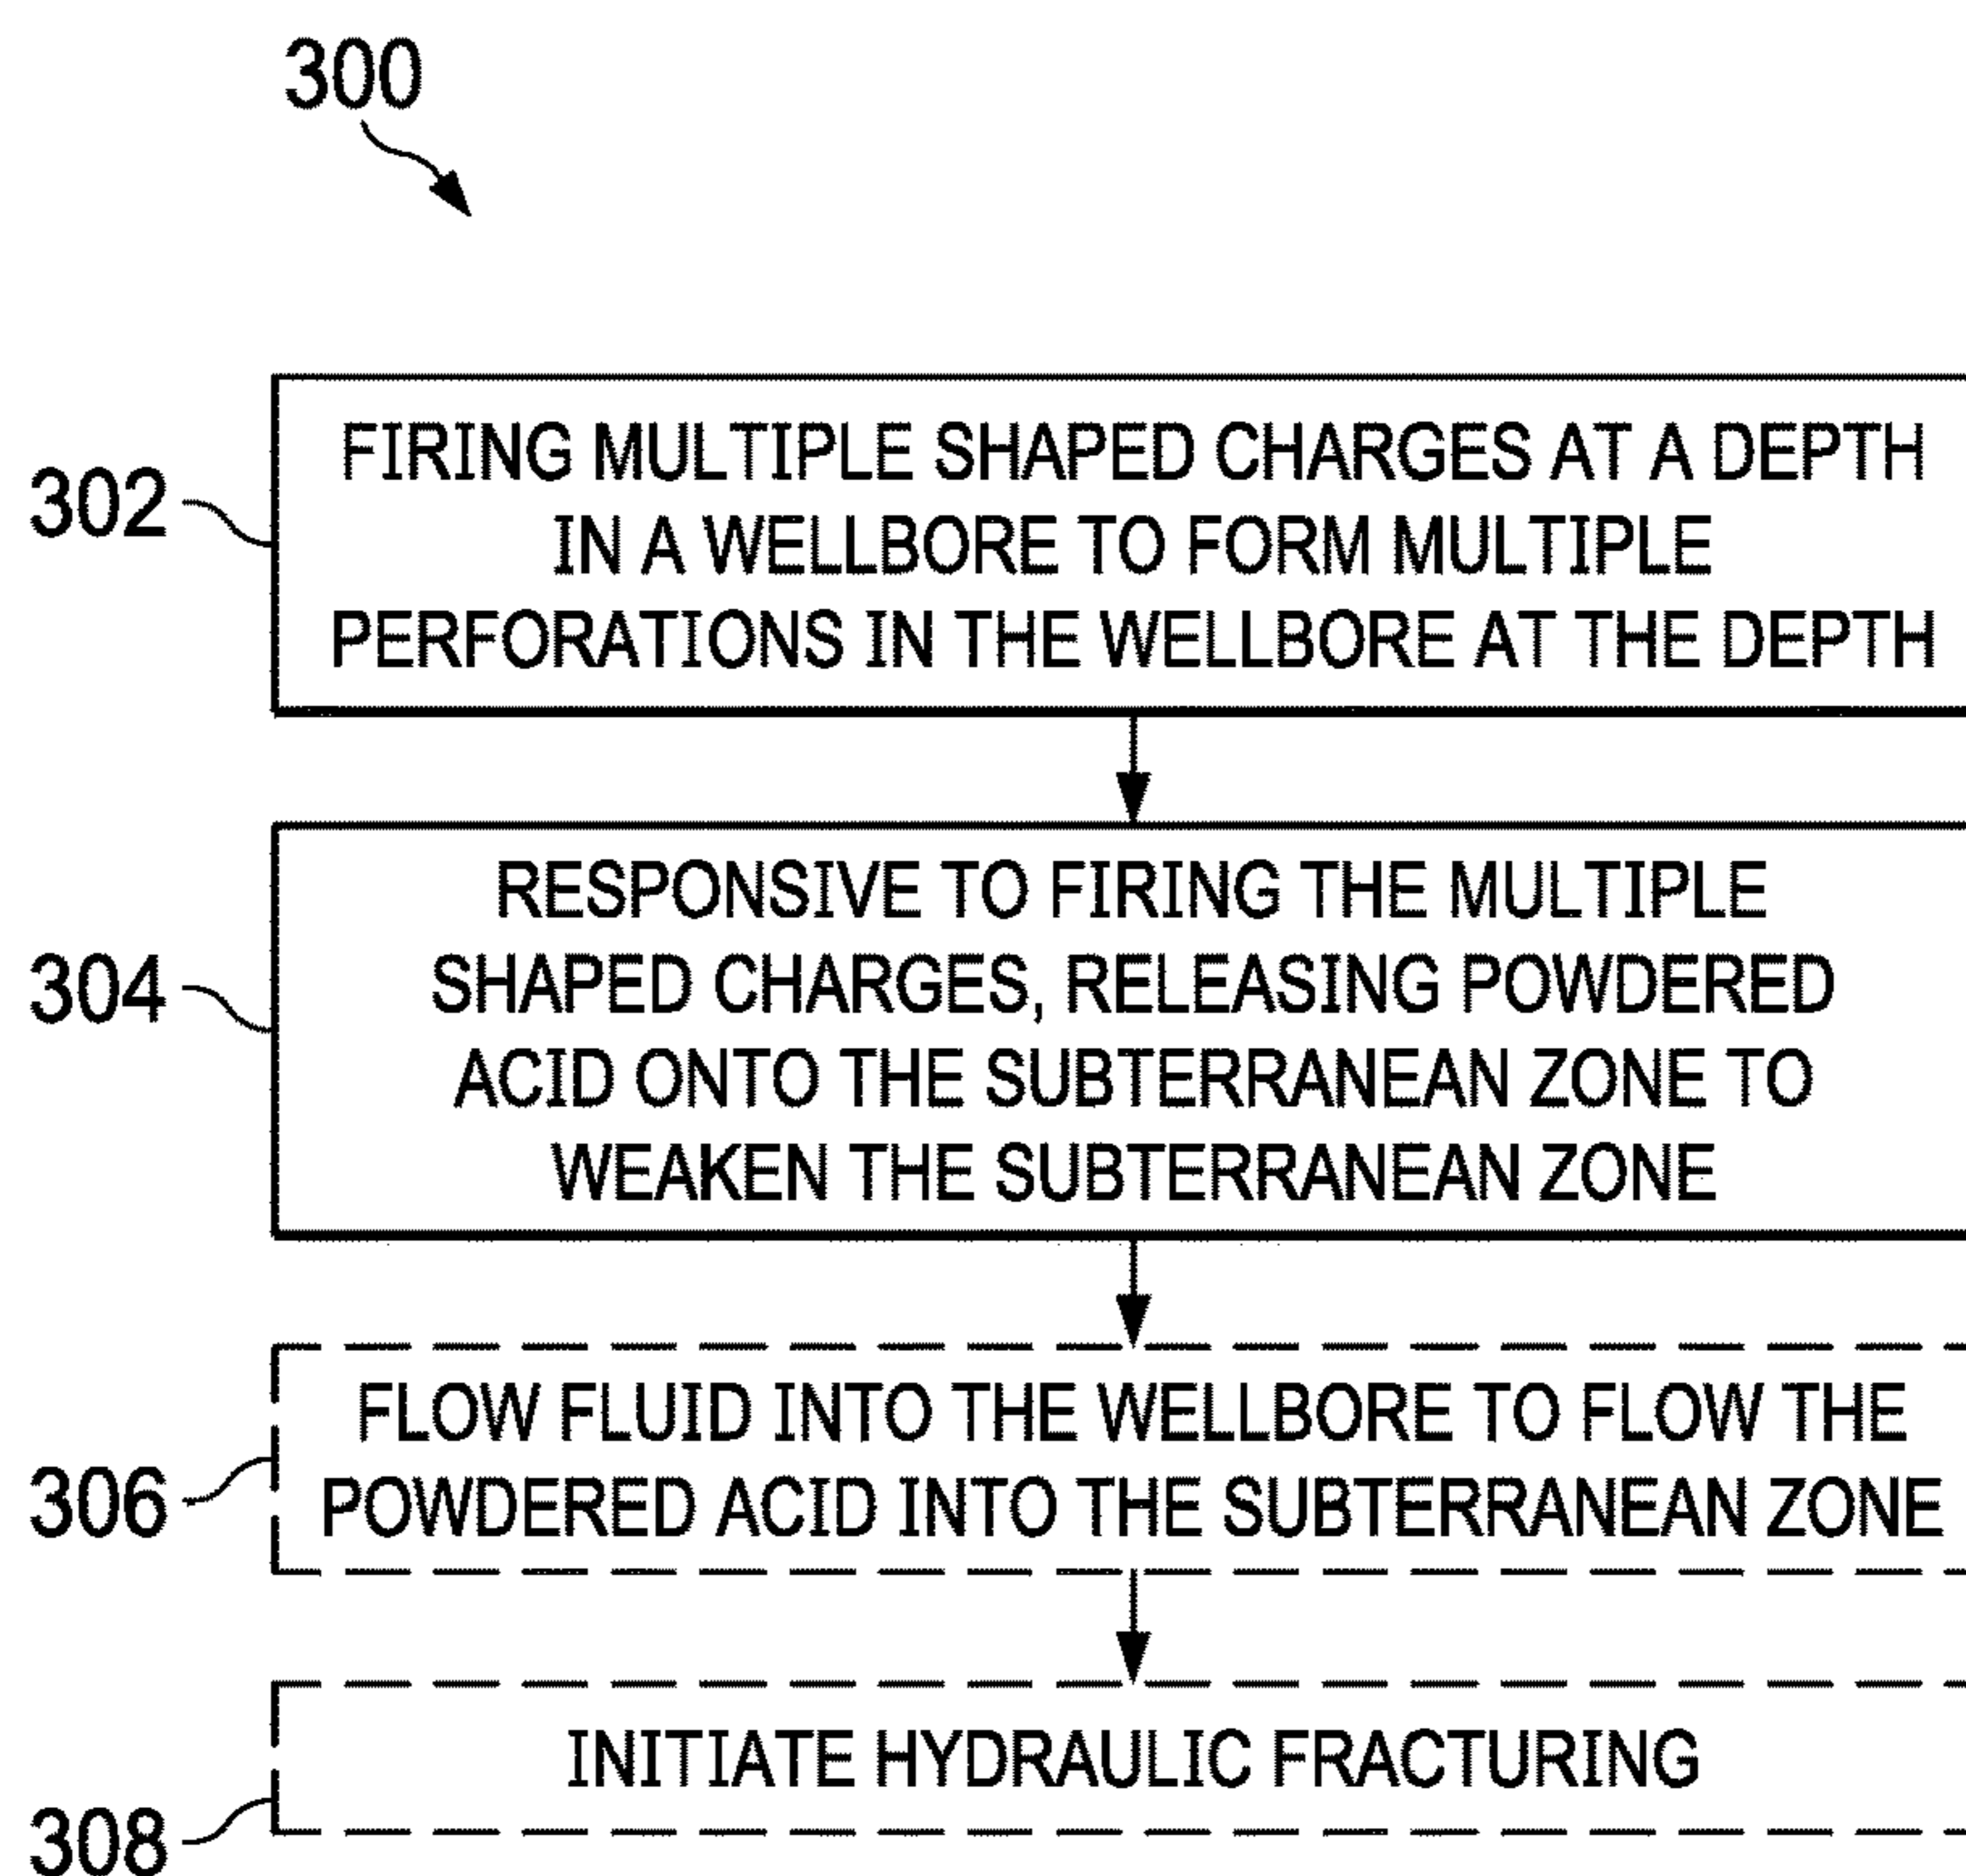 300
302
FIRING MULTIPLE SHAPED CHARGES AT A DEPTH
IN A WELLBORE TO FORM MULTIPLE
PERFORATIONS IN THE WELLBORE AT THE DEPTH
304
RESPONSIVE TO FIRING THE MULTIPLE
SHAPED CHARGES, RELEASING POWDERED
ACID ONTO THE SUBTERRANEAN ZONE TO
WEAKEN THE SUBTERRANEAN ZONE
306
FLOW FLUID INTO THE WELLBORE TO FLOW THE
POWDERED ACID INTO THE SUBTERRANEAN ZONE
308
INITIATE HYDRAULIC FRACTURING